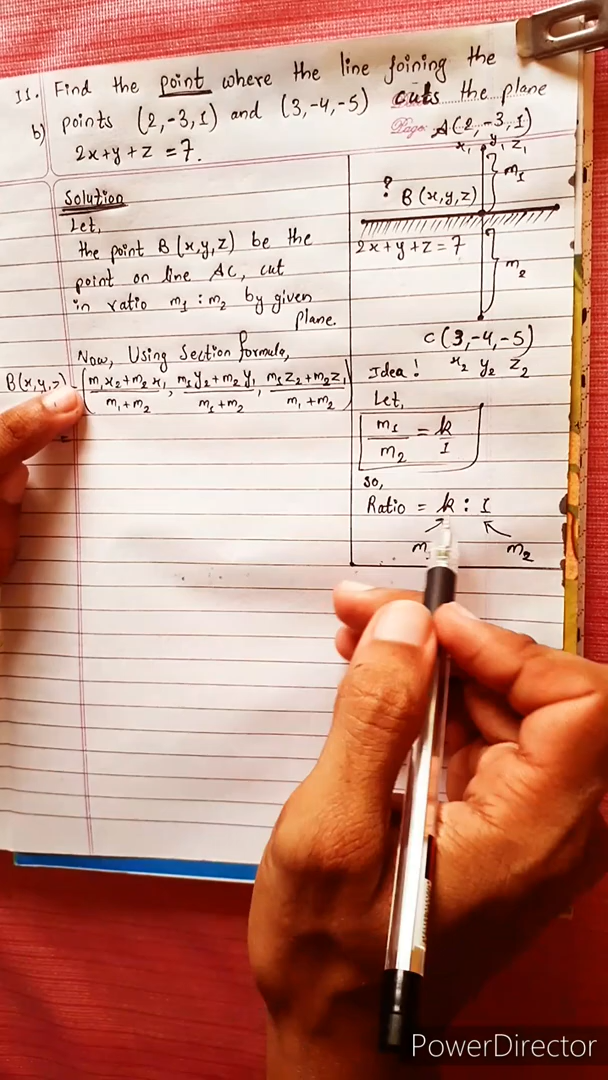 11. Find the point where the line joining the
b) points (2,-3,1) and (3,-4,-5) cuts the plane
2x+y+z=7.
Page:
A(2,-3,1)
x₁ y₁ z₁
m₁
? B(x,y,z)
2x+y+z=7
m₂
C(3,-4,-5)
x₂ y₂ z₂
Solution
Let,
the point B(x,y,z) be the
point on line AC, cut
in ratio m₁:m₂ by given
plane.
Now, Using Section formula,
B(x,y,z) = (m₁x₂+m₂x₁/m₁+m₂, m₁y₂+m₂y₁/m₁+m₂, m₁z₂+m₂z₁/m₁+m₂)
=
Idea!
Let,
m₁/m₂ = k/1
so,
Ratio = k : 1
m₂
PowerDirector